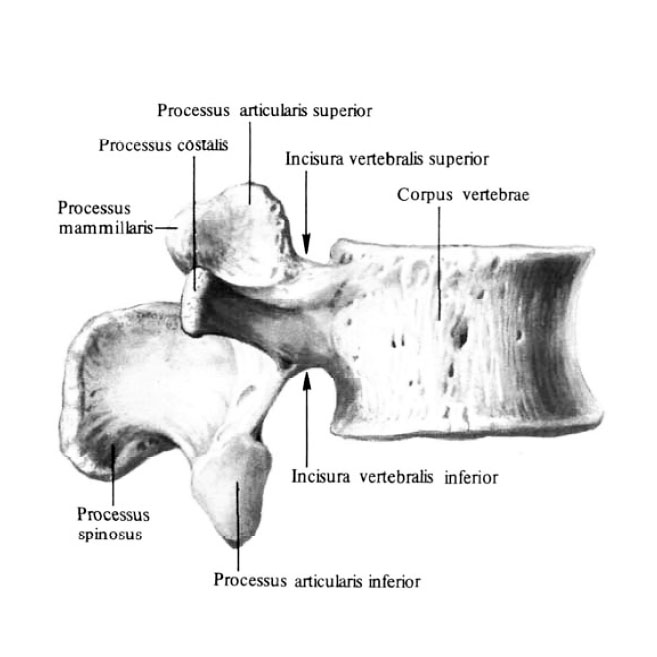 Processus articularis superior
Processus costalis
Incisura vertebralis superior
Corpus vertebrae
Processus
mammillaris
Incisura vertebralis inferior
Processus
spinosus
Processus articularis inferior